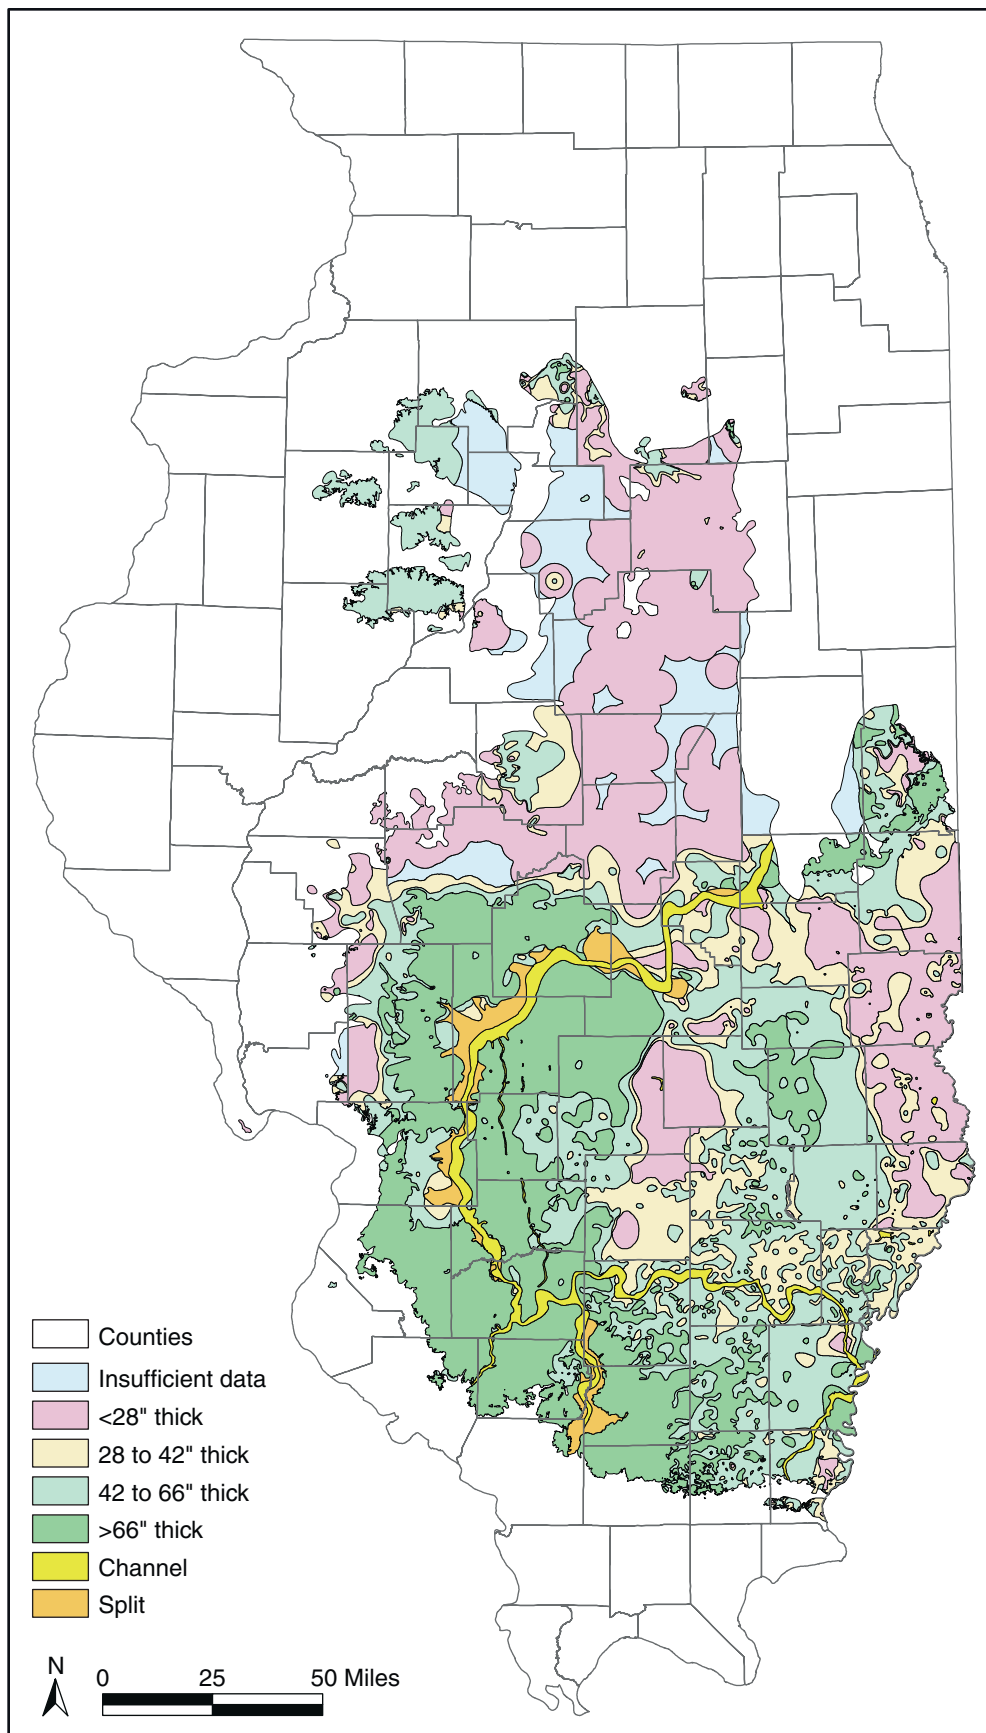 Counties
Insufficient data
<28" thick
28 to 42" thick
42 to 66" thick
>66" thick
Channel
Split
N
0 25 50 Miles